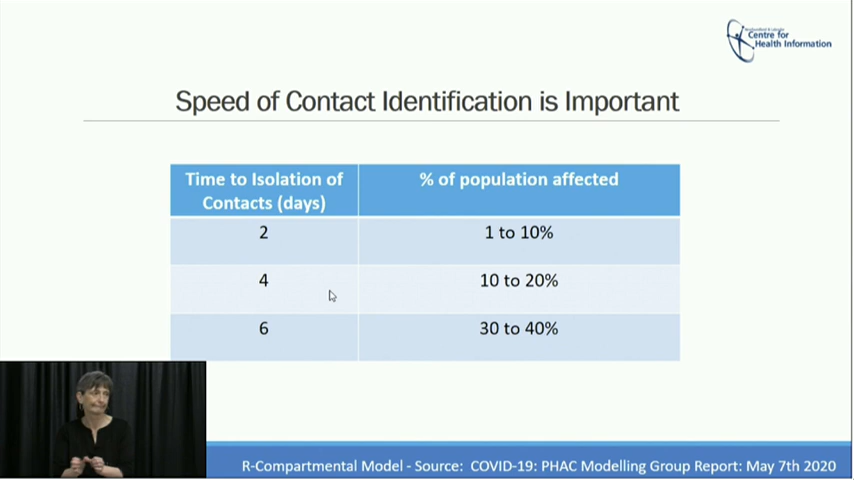 Centre for
Health Information
Speed of Contact Identification is Important
Time to Isolation of
Contacts (days)
% of population affected
2
1 to 10%
4
10 to 20%
6
30 to 40%
R-Compartmental Model - Source: COVID-19: PHAC Modelling Group Report: May 7th 2020